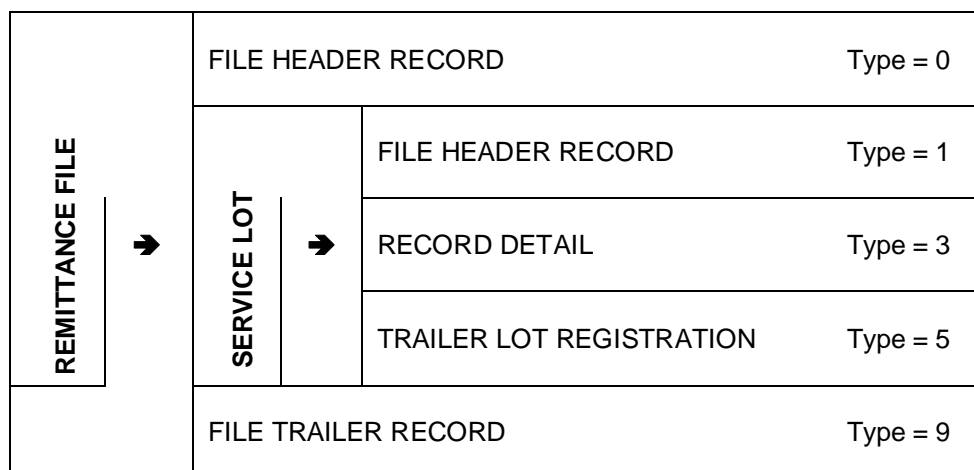 REMITTANCE FILE
➔
FILE HEADER RECORD Type = 0
SERVICE LOT
➔
FILE HEADER RECORD Type = 1
RECORD DETAIL Type = 3
TRAILER LOT REGISTRATION Type = 5
FILE TRAILER RECORD Type = 9